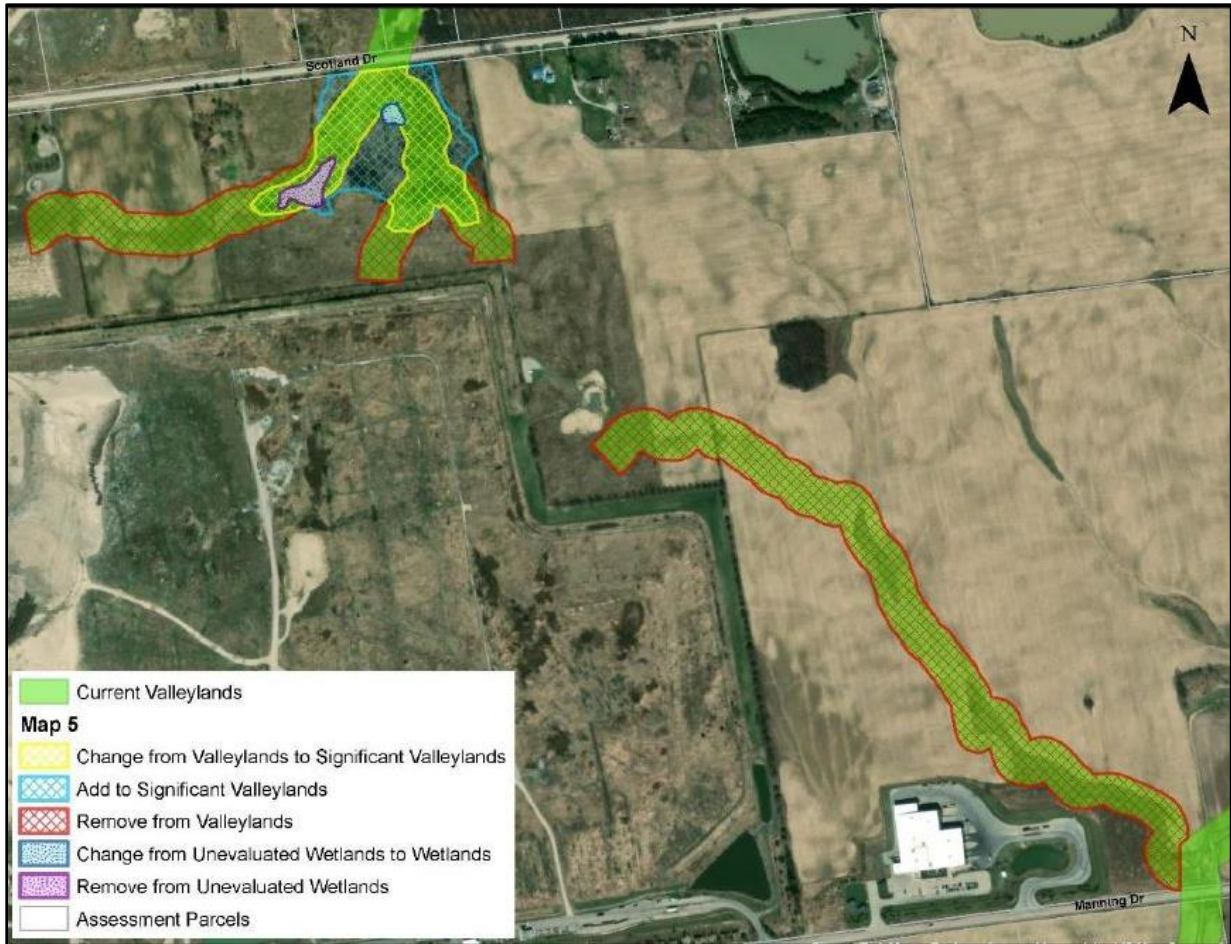 Scotland Dr
N
Manning Dr
Current Valleylands
Map 5
Change from Valleylands to Significant Valleylands
Add to Significant Valleylands
Remove from Valleylands
Change from Unevaluated Wetlands to Wetlands
Remove from Unevaluated Wetlands
Assessment Parcels